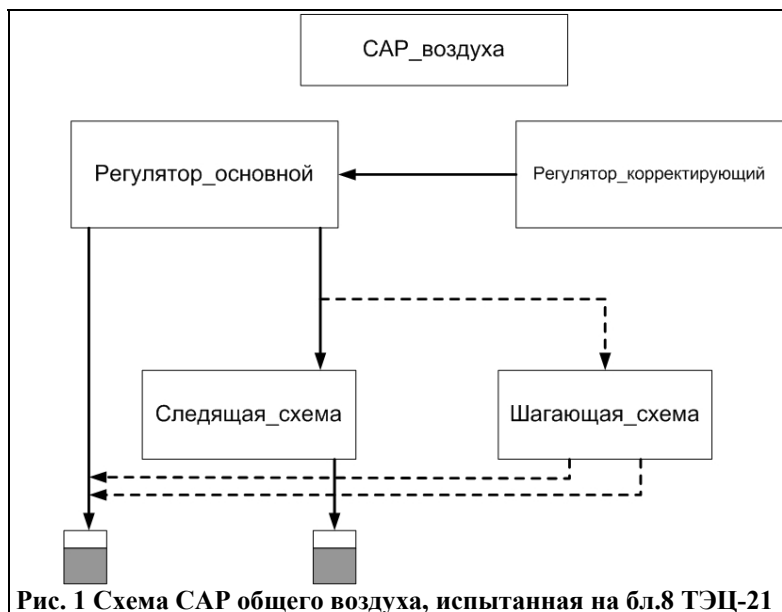 САР_воздуха
Регулятор_основной
Регулятор_корректирующий
Следящая_схема
Шагающая_схема
Рис. 1 Схема САР общего воздуха, испытанная на бл.8 ТЭЦ-21